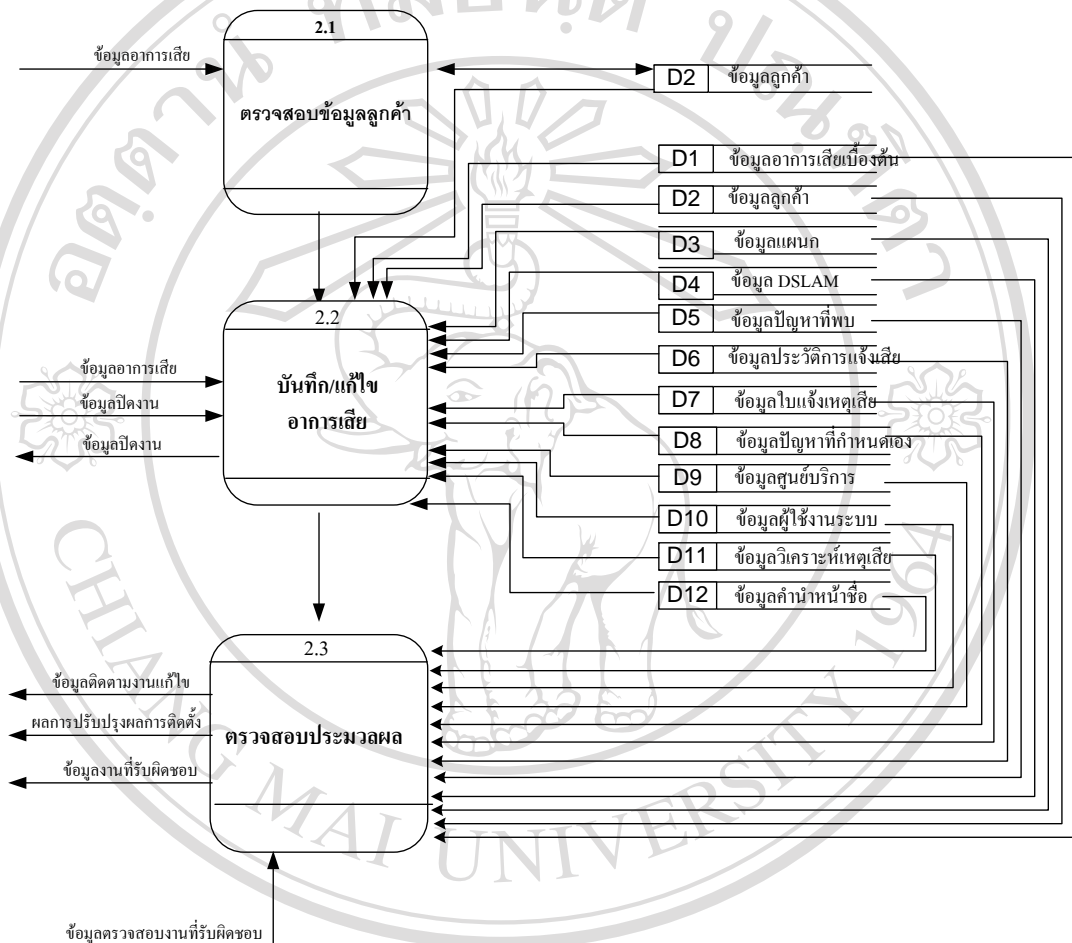 2.1
ข้อมูลอาการเสีย
ตรวจสอบข้อมูลลูกค้า
D2 ข้อมูลลูกค้า
D1 ข้อมูลอาการเสียเบื้องต้น
D2 ข้อมูลลูกค้า
D3 ข้อมูลแผนก
D4 ข้อมูล DSLAM
D5 ข้อมูลปัญหาที่พบ
D6 ข้อมูลประวัติการแจ้งเสีย
D7 ข้อมูลใบแจ้งเหตุเสีย
D8 ข้อมูลปัญหาที่กำหนดเอง
D9 ข้อมูลศูนย์บริการ
D10 ข้อมูลผู้ใช้งานระบบ
D11 ข้อมูลวิเคราะห์เหตุเสีย
D12 ข้อมูลคำนำหน้าชื่อ
2.2
ข้อมูลอาการเสีย
ข้อมูลปิดงาน
ข้อมูลปิดงาน
บันทึก/แก้ไข
อาการเสีย
2.3
ข้อมูลติดตามงานแก้ไข
ผลการปรับปรุงผลการติดตั้ง
ข้อมูลงานที่รับผิดชอบ
ตรวจสอบประมวลผล
ข้อมูลตรวจสอบงานที่รับผิดชอบ
CHIANG MAI UNIVERSITY 1964